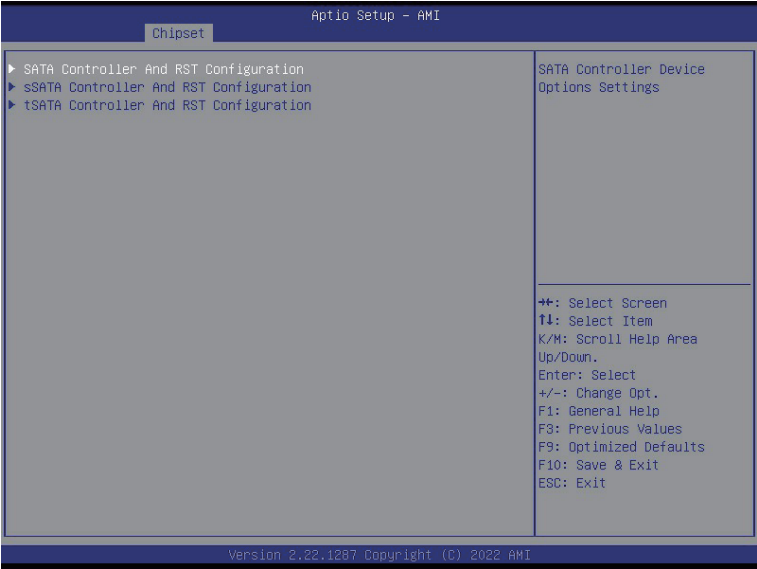 Aptio Setup – AMI
Chipset
▶ SATA Controller And RST Configuration
▶ sSATA Controller And RST Configuration
▶ tSATA Controller And RST Configuration
SATA Controller Device
Options Settings
→←: Select Screen
↑↓: Select Item
K/M: Scroll Help Area
Up/Down.
Enter: Select
+/-: Change Opt.
F1: General Help
F3: Previous Values
F9: Optimized Defaults
F10: Save & Exit
ESC: Exit
Version 2.22.1287 Copyright (C) 2022 AMI